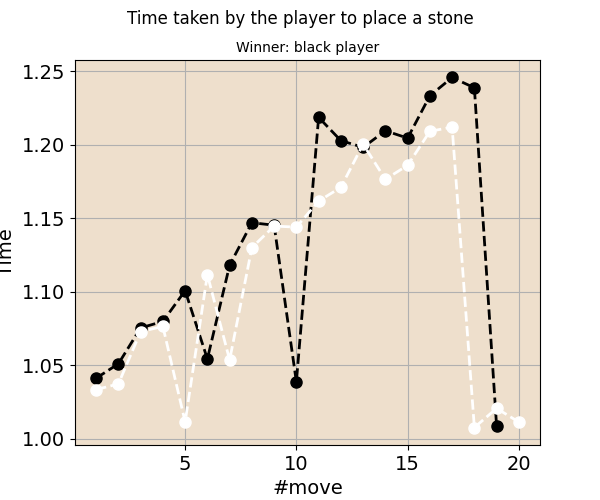 Time taken by the player to place a stone
Winner: black player
1.25
1.20
1.15
1.10
1.05
1.00
Time
5 10 15 20
#move